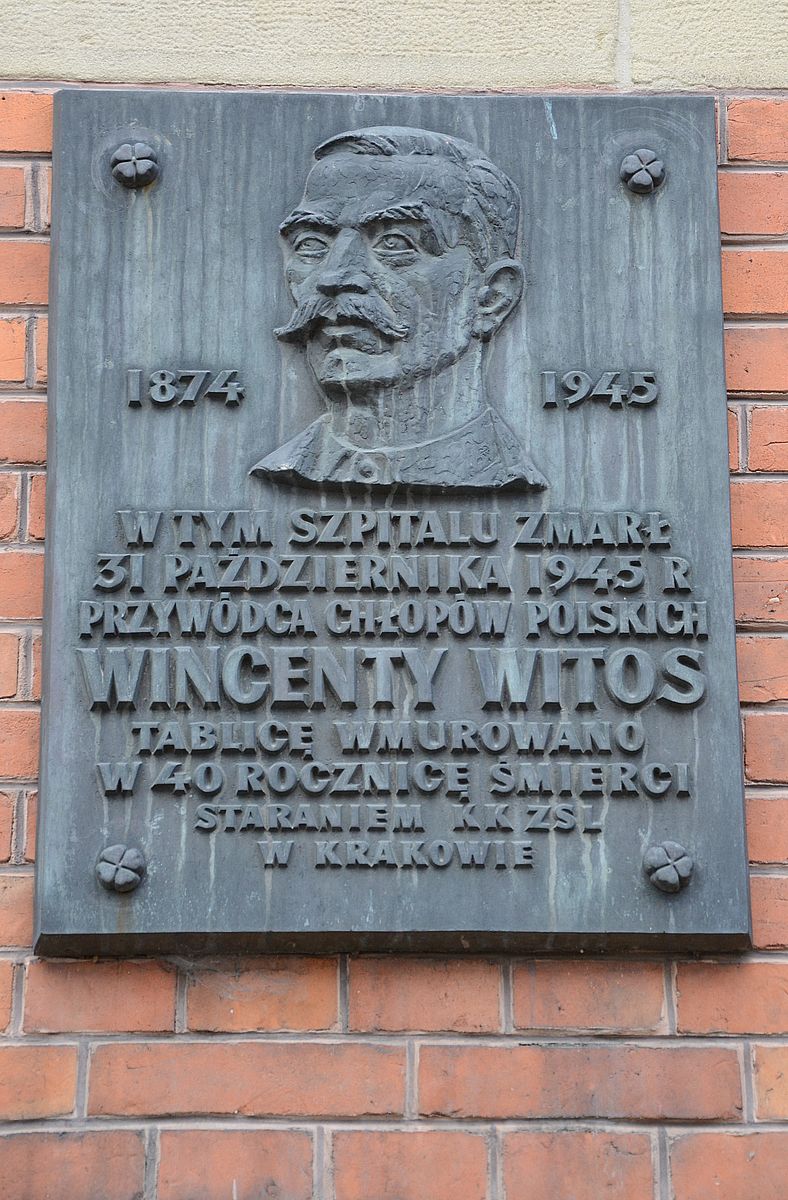 1874 1945
W TYM SZPITALU ZMARŁ
31 PAŹDZIERNIKA 1945 R
PRZYWÓDCA CHŁOPÓW POLSKICH
WINCENTY WITOS
TABLICĘ WMUROWANO
W 40 ROCZNICĘ ŚMIERCI
STARANIEM KK ZSL
W KRAKOWIE